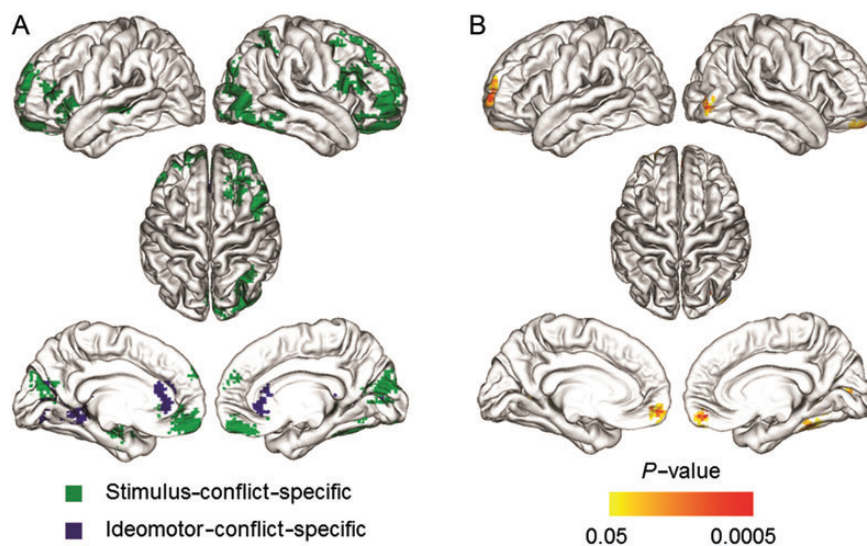 A
B
Stimulus-conflict-specific
Ideomotor-conflict-specific
P-value
0.05 0.0005